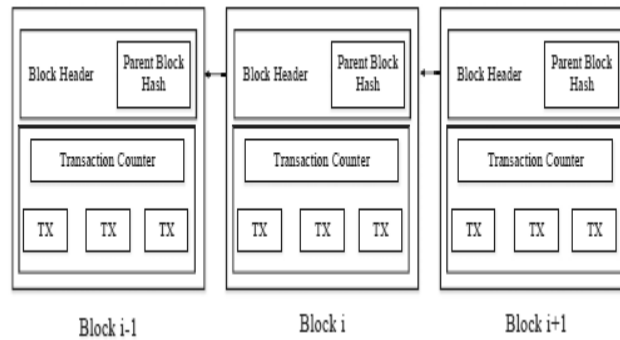 Block Header
Parent Block
Hash
Block Header
Parent Block
Hash
Block Header
Parent Block
Hash
Transaction Counter
Transaction Counter
Transaction Counter
TX TX TX
TX TX TX
TX TX TX
Block i-1
Block i
Block i+1